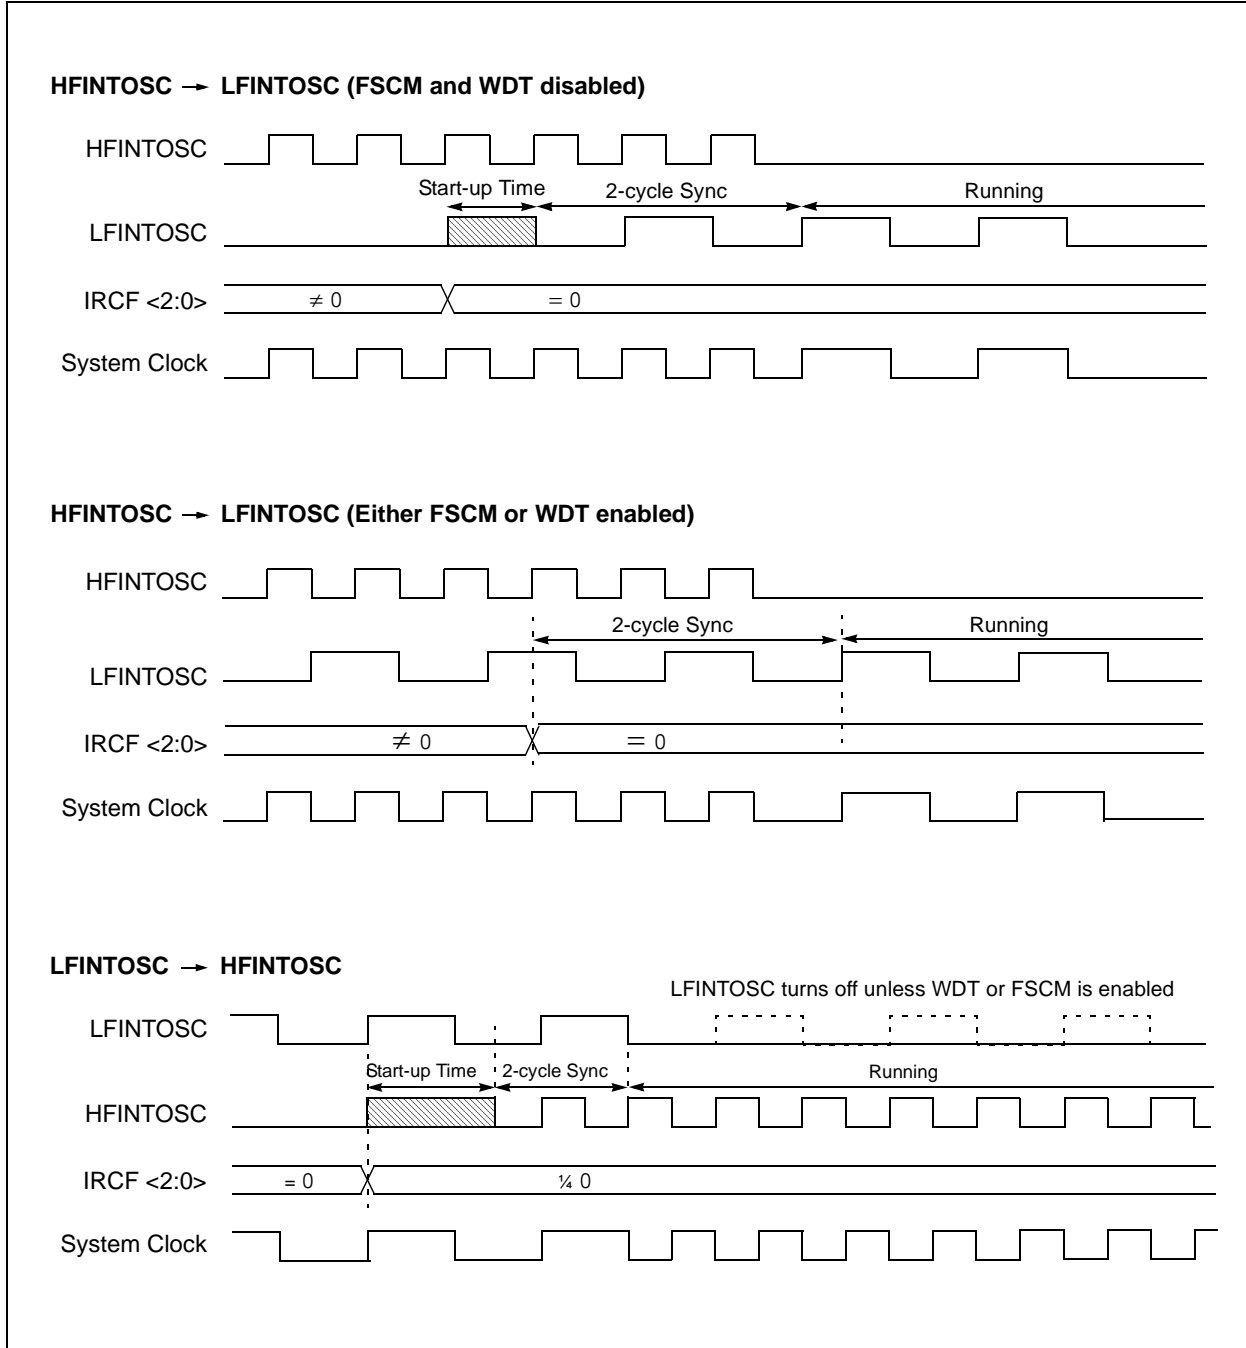 HFINTOSC → LFINTOSC (FSCM and WDT disabled)
HFINTOSC
Start-up Time 2-cycle Sync Running
LFINTOSC
IRCF <2:0> ≠ 0 = 0
System Clock
HFINTOSC → LFINTOSC (Either FSCM or WDT enabled)
HFINTOSC
2-cycle Sync Running
LFINTOSC
IRCF <2:0> ≠ 0 = 0
System Clock
LFINTOSC → HFINTOSC
LFINTOSC turns off unless WDT or FSCM is enabled
LFINTOSC
Start-up Time 2-cycle Sync Running
HFINTOSC
IRCF <2:0> = 0 ¼ 0
System Clock